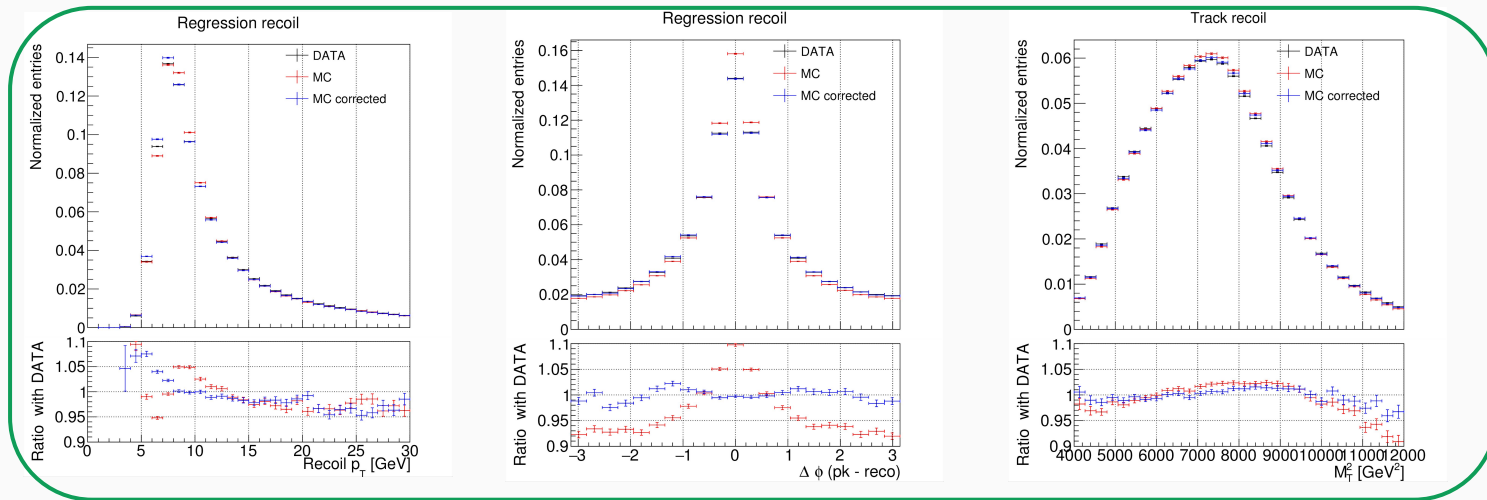 Regression recoil
Normalized entries
0.14
0.12
0.1
0.08
0.06
0.04
0.02
0
DATA
MC
MC corrected
Ratio with DATA
1.1
1.05
1
0.95
0.9
0 5 10 15 20 25 30
Recoil p_T [GeV]
Regression recoil
Normalized entries
0.16
0.14
0.12
0.1
0.08
0.06
0.04
0.02
0
DATA
MC
MC corrected
Ratio with DATA
1.1
1.05
1
0.95
0.9
−3 −2 −1 0 1 2 3
Δ ϕ (pk - reco)
Track recoil
Normalized entries
0.06
0.05
0.04
0.03
0.02
0.01
0
DATA
MC
MC corrected
Ratio with DATA
1.1
1.05
1
0.95
0.9
4000 5000 6000 7000 8000 9000 10000 11000 12000
M_T^2 [GeV^2]